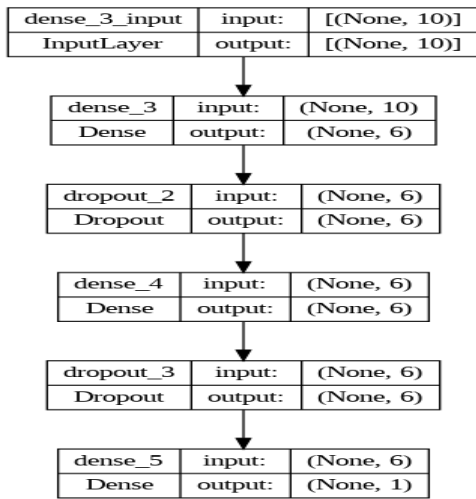 dense_3_input input: [(None, 10)]
InputLayer output: [(None, 10)]
dense_3 input: (None, 10)
Dense output: (None, 6)
dropout_2 input: (None, 6)
Dropout output: (None, 6)
dense_4 input: (None, 6)
Dense output: (None, 6)
dropout_3 input: (None, 6)
Dropout output: (None, 6)
dense_5 input: (None, 6)
Dense output: (None, 1)